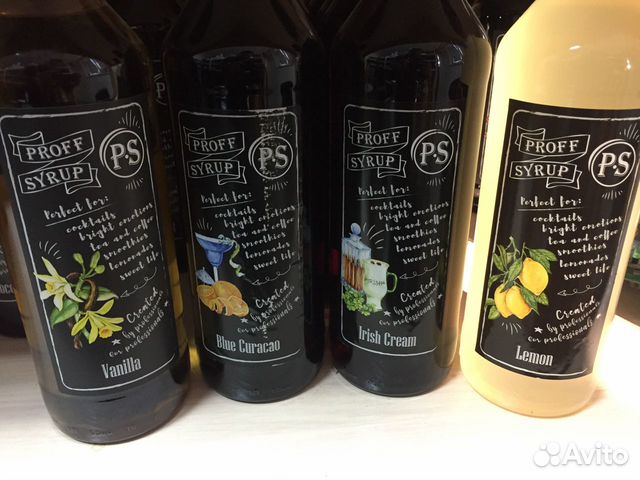 PROFF
SYRUP
P·S
Perfect for:
cocktails
bright emotions
tea and coffee
smoothies
lemonades
sweet life
Created
by professionals
for professionals
Vanilla
PROFF
SYRUP
P·S
Perfect for:
cocktails
bright emotions
tea and coffee
smoothies
lemonades
sweet life
Created
by professionals
for professionals
Blue Curacao
PROFF
SYRUP
P·S
Perfect for:
cocktails
bright emotions
tea and coffee
smoothies
lemonades
sweet life
IRISH
Created
by professionals
for professionals
Irish Cream
PROFF
SYRUP
P·S
Perfect for:
cocktails
bright emotions
tea and coffee
smoothies
lemonades
sweet life
Created
by professionals
for professionals
Lemon
Avito